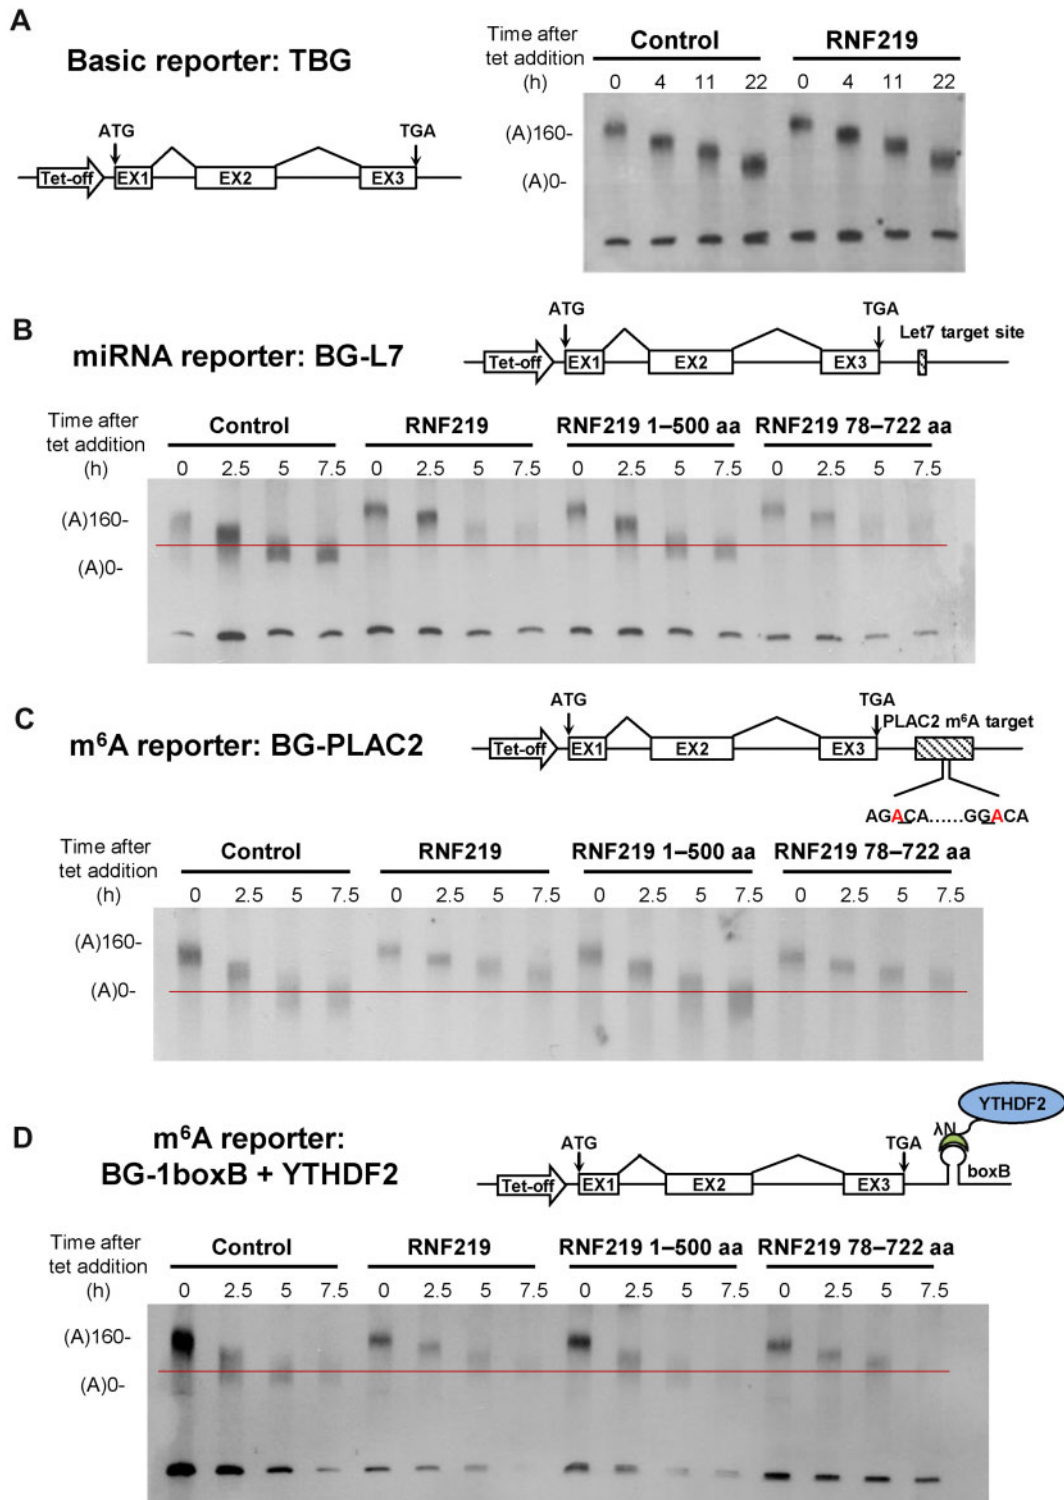 A
Basic reporter: TBG
ATG
TGA
Tet-off
EX1
EX2
EX3
Time after
tet addition
(h)
Control
RNF219
0 4 11 22 0 4 11 22
(A)160-
(A)0-
B
miRNA reporter: BG-L7
ATG
TGA
Let7 target site
Tet-off
EX1
EX2
EX3
Time after
tet addition
(h)
Control
RNF219
RNF219 1–500 aa
RNF219 78–722 aa
0 2.5 5 7.5 0 2.5 5 7.5 0 2.5 5 7.5 0 2.5 5 7.5
(A)160-
(A)0-
C
m⁶A reporter: BG-PLAC2
ATG
TGA
PLAC2 m⁶A target
Tet-off
EX1
EX2
EX3
AGACA......GGACA
Time after
tet addition
(h)
Control
RNF219
RNF219 1–500 aa
RNF219 78–722 aa
0 2.5 5 7.5 0 2.5 5 7.5 0 2.5 5 7.5 0 2.5 5 7.5
(A)160-
(A)0-
D
m⁶A reporter:
BG-1boxB + YTHDF2
YTHDF2
λN
ATG
TGA
boxB
Tet-off
EX1
EX2
EX3
Time after
tet addition
(h)
Control
RNF219
RNF219 1–500 aa
RNF219 78–722 aa
0 2.5 5 7.5 0 2.5 5 7.5 0 2.5 5 7.5 0 2.5 5 7.5
(A)160-
(A)0-